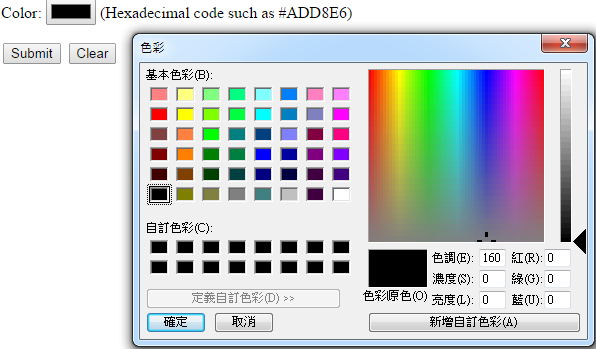 Color: (Hexadecimal code such as #ADD8E6)
Submit Clear
色彩
基本色彩(B):
自訂色彩(C):
定義自訂色彩(D) >>
確定 取消
色彩|原色(O)
色調(E): 160 紅(R): 0
濃度(S): 0 綠(G): 0
亮度(L): 0 藍(U): 0
新增自訂色彩(A)